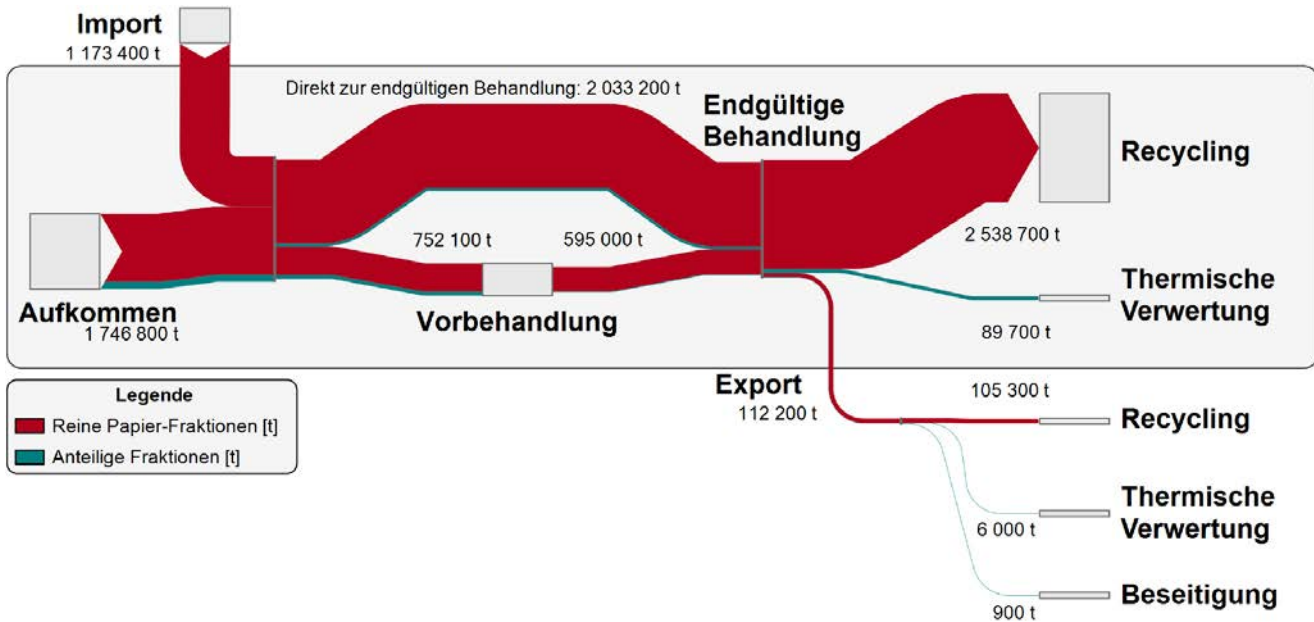 Import
1 173 400 t
Direkt zur endgültigen Behandlung: 2 033 200 t
Endgültige
Behandlung
Recycling
2 538 700 t
752 100 t
595 000 t
Aufkommen
1 746 800 t
Vorbehandlung
Thermische
Verwertung
89 700 t
Legende
Reine Papier-Fraktionen [t]
Anteilige Fraktionen [t]
Export
112 200 t
105 300 t
Recycling
Thermische
Verwertung
6 000 t
Beseitigung
900 t